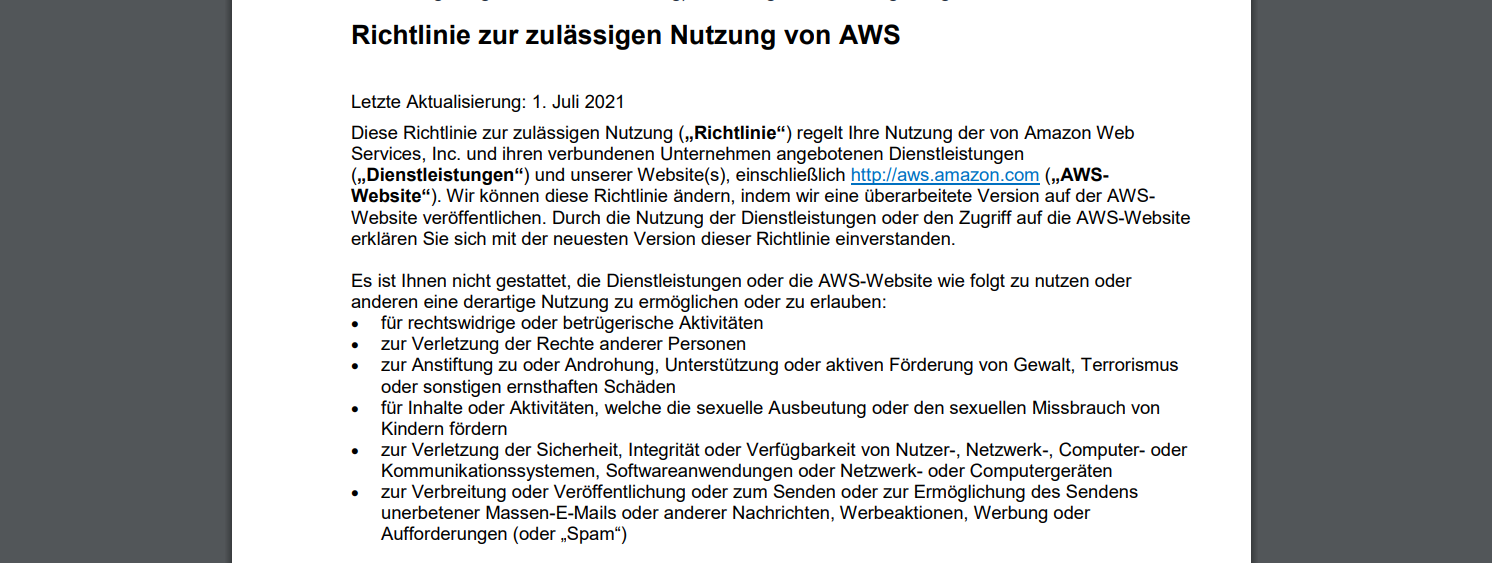 Richtlinie zur zulässigen Nutzung von AWS
Letzte Aktualisierung: 1. Juli 2021
Diese Richtlinie zur zulässigen Nutzung („Richtlinie“) regelt Ihre Nutzung der von Amazon Web
Services, Inc. und ihren verbundenen Unternehmen angebotenen Dienstleistungen
(„Dienstleistungen“) und unserer Website(s), einschließlich http://aws.amazon.com („AWS-
Website“). Wir können diese Richtlinie ändern, indem wir eine überarbeitete Version auf der AWS-
Website veröffentlichen. Durch die Nutzung der Dienstleistungen oder den Zugriff auf die AWS-Website
erklären Sie sich mit der neuesten Version dieser Richtlinie einverstanden.
Es ist Ihnen nicht gestattet, die Dienstleistungen oder die AWS-Website wie folgt zu nutzen oder
anderen eine derartige Nutzung zu ermöglichen oder zu erlauben:
• für rechtswidrige oder betrügerische Aktivitäten
• zur Verletzung der Rechte anderer Personen
• zur Anstiftung zu oder Androhung, Unterstützung oder aktiven Förderung von Gewalt, Terrorismus
oder sonstigen ernsthaften Schäden
• für Inhalte oder Aktivitäten, welche die sexuelle Ausbeutung oder den sexuellen Missbrauch von
Kindern fördern
• zur Verletzung der Sicherheit, Integrität oder Verfügbarkeit von Nutzer-, Netzwerk-, Computer- oder
Kommunikationssystemen, Softwareanwendungen oder Netzwerk- oder Computergeräten
• zur Verbreitung oder Veröffentlichung oder zum Senden oder zur Ermöglichung des Sendens
unerbetener Massen-E-Mails oder anderer Nachrichten, Werbeaktionen, Werbung oder
Aufforderungen (oder „Spam“)